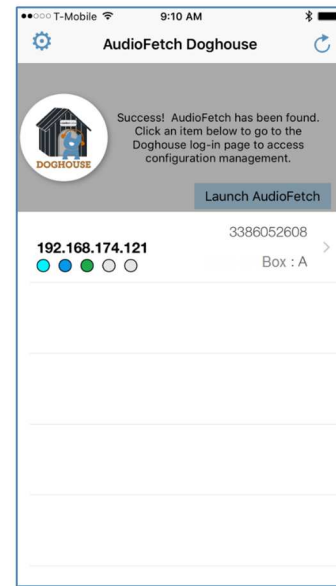 T-Mobile 9:10 AM
AudioFetch Doghouse
Success! AudioFetch has been found.
Click an item below to go to the
Doghouse log-in page to access
configuration management.
DOGHOUSE
Launch AudioFetch
3386052608
192.168.174.121
Box : A